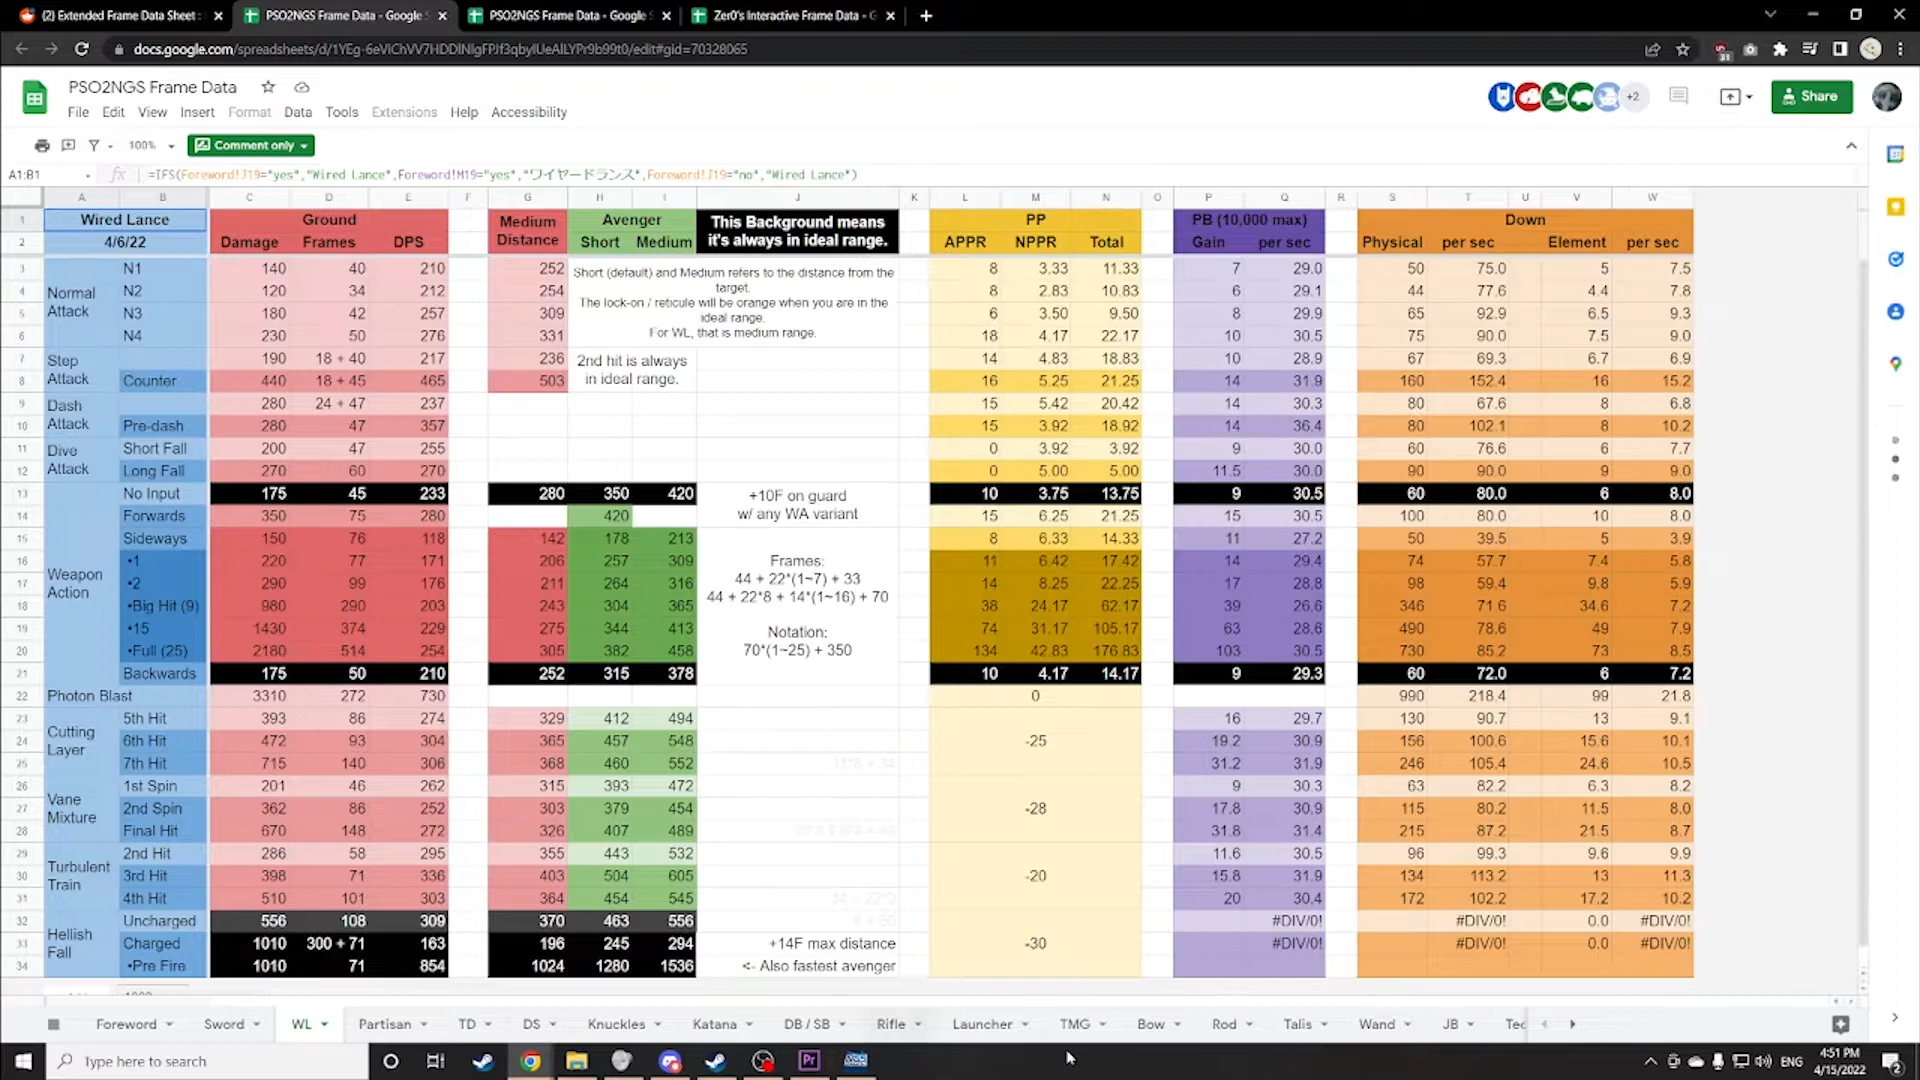 (2) Extended Frame Data Sheet :
PSO2NGS Frame Data - Google S
PSO2NGS Frame Data - Google S
Zer0's Interactive Frame Data - G
PSO2NGS Frame Data
File Edit View Insert Format Data Tools Extensions Help Accessibility
+2
Share
100%
Comment only
A1:B1
=IFS(Foreword!J19="yes","Wired Lance",Foreword!M19="yes","ワイヤードランス",Foreword!J19="no","Wired Lance")
A B C D E F G H I J K L M N O P Q R S T U V W
1 Wired Lance Ground Medium Distance Avenger This Background means it's always in ideal range. PP PB (10,000 max) Down
2 4/6/22 Damage Frames DPS Short Medium APPR NPPR Total Gain per sec Physical per sec Element per sec
3 N1 140 40 210 252 8 3.33 11.33 7 29.0 50 75.0 5 7.5
Short (default) and Medium refers to the distance from the target.
The lock-on / reticule will be orange when you are in the ideal range.
For WL, that is medium range.
Normal Attack
4 N2 120 34 212 254 8 2.83 10.83 6 29.1 44 77.6 4.4 7.8
5 N3 180 42 257 309 6 3.50 9.50 8 29.9 65 92.9 6.5 9.3
6 N4 230 50 276 331 18 4.17 22.17 10 30.5 75 90.0 7.5 9.0
Step Attack
7 190 18 + 40 217 236 14 4.83 18.83 10 28.9 67 69.3 6.7 6.9
2nd hit is always in ideal range.
8 Counter 440 18 + 45 465 503 16 5.25 21.25 14 31.9 160 152.4 16 15.2
Dash Attack
9 280 24 + 47 237 15 5.42 20.42 14 30.3 80 67.6 8 6.8
10 Pre-dash 280 47 357 15 3.92 18.92 14 36.4 80 102.1 8 10.2
Dive Attack
11 Short Fall 200 47 255 0 3.92 3.92 9 30.0 60 76.6 6 7.7
12 Long Fall 270 60 270 0 5.00 5.00 11.5 30.0 90 90.0 9 9.0
Weapon Action
13 No Input 175 45 233 280 350 420 10 3.75 13.75 9 30.5 60 80.0 6 8.0
+10F on guard
w/ any WA variant
14 Forwards 350 75 280 420 15 6.25 21.25 15 30.5 100 80.0 10 8.0
15 Sideways 150 76 118 142 178 213 8 6.33 14.33 11 27.2 50 39.5 5 3.9
16 •1 220 77 171 206 257 309 11 6.42 17.42 14 29.4 74 57.7 7.4 5.8
Frames:
44 + 22*(1~7) + 33
44 + 22*8 + 14*(1~16) + 70
17 •2 290 99 176 211 264 316 14 8.25 22.25 17 28.8 98 59.4 9.8 5.9
18 •Big Hit (9) 980 290 203 243 304 365 38 24.17 62.17 39 26.6 346 71.6 34.6 7.2
19 •15 1430 374 229 275 344 413 74 31.17 105.17 63 28.6 490 78.6 49 7.9
Notation:
70*(1~25) + 350
20 •Full (25) 2180 514 254 305 382 458 134 42.83 176.83 103 30.5 730 85.2 73 8.5
21 Backwards 175 50 210 252 315 378 10 4.17 14.17 9 29.3 60 72.0 6 7.2
22 Photon Blast 3310 272 730 0 990 218.4 99 21.8
Cutting Layer
23 5th Hit 393 86 274 329 412 494 16 29.7 130 90.7 13 9.1
24 6th Hit 472 93 304 365 457 548 -25 19.2 30.9 156 100.6 15.6 10.1
25 7th Hit 715 140 306 368 460 552 31.2 31.9 246 105.4 24.6 10.5
Vane Mixture
26 1st Spin 201 46 262 315 393 472 9 30.3 63 82.2 6.3 8.2
27 2nd Spin 362 86 252 303 379 454 -28 17.8 30.9 115 80.2 11.5 8.0
28 Final Hit 670 148 272 326 407 489 31.8 31.4 215 87.2 21.5 8.7
Turbulent Train
29 2nd Hit 286 58 295 355 443 532 11.6 30.5 96 99.3 9.6 9.9
30 3rd Hit 398 71 336 403 504 605 -20 15.8 31.9 134 113.2 13 11.3
31 4th Hit 510 101 303 364 454 545 20 30.4 172 102.2 17.2 10.2
Hellish Fall
32 Uncharged 556 108 309 370 463 556 #DIV/0! #DIV/0! 0.0 #DIV/0!
33 Charged 1010 300 + 71 163 196 245 294 +14F max distance -30 #DIV/0! #DIV/0! 0.0 #DIV/0!
34 •Pre Fire 1010 71 854 1024 1280 1536 <- Also fastest avenger
Foreword Sword WL Partisan TD DS Knuckles Katana DB / SB Rifle Launcher TMG Bow Rod Talis Wand JB Tec
Type here to search
ENG
4:51 PM
4/15/2022
docs.google.com/spreadsheets/d/
edit#gid=70328065